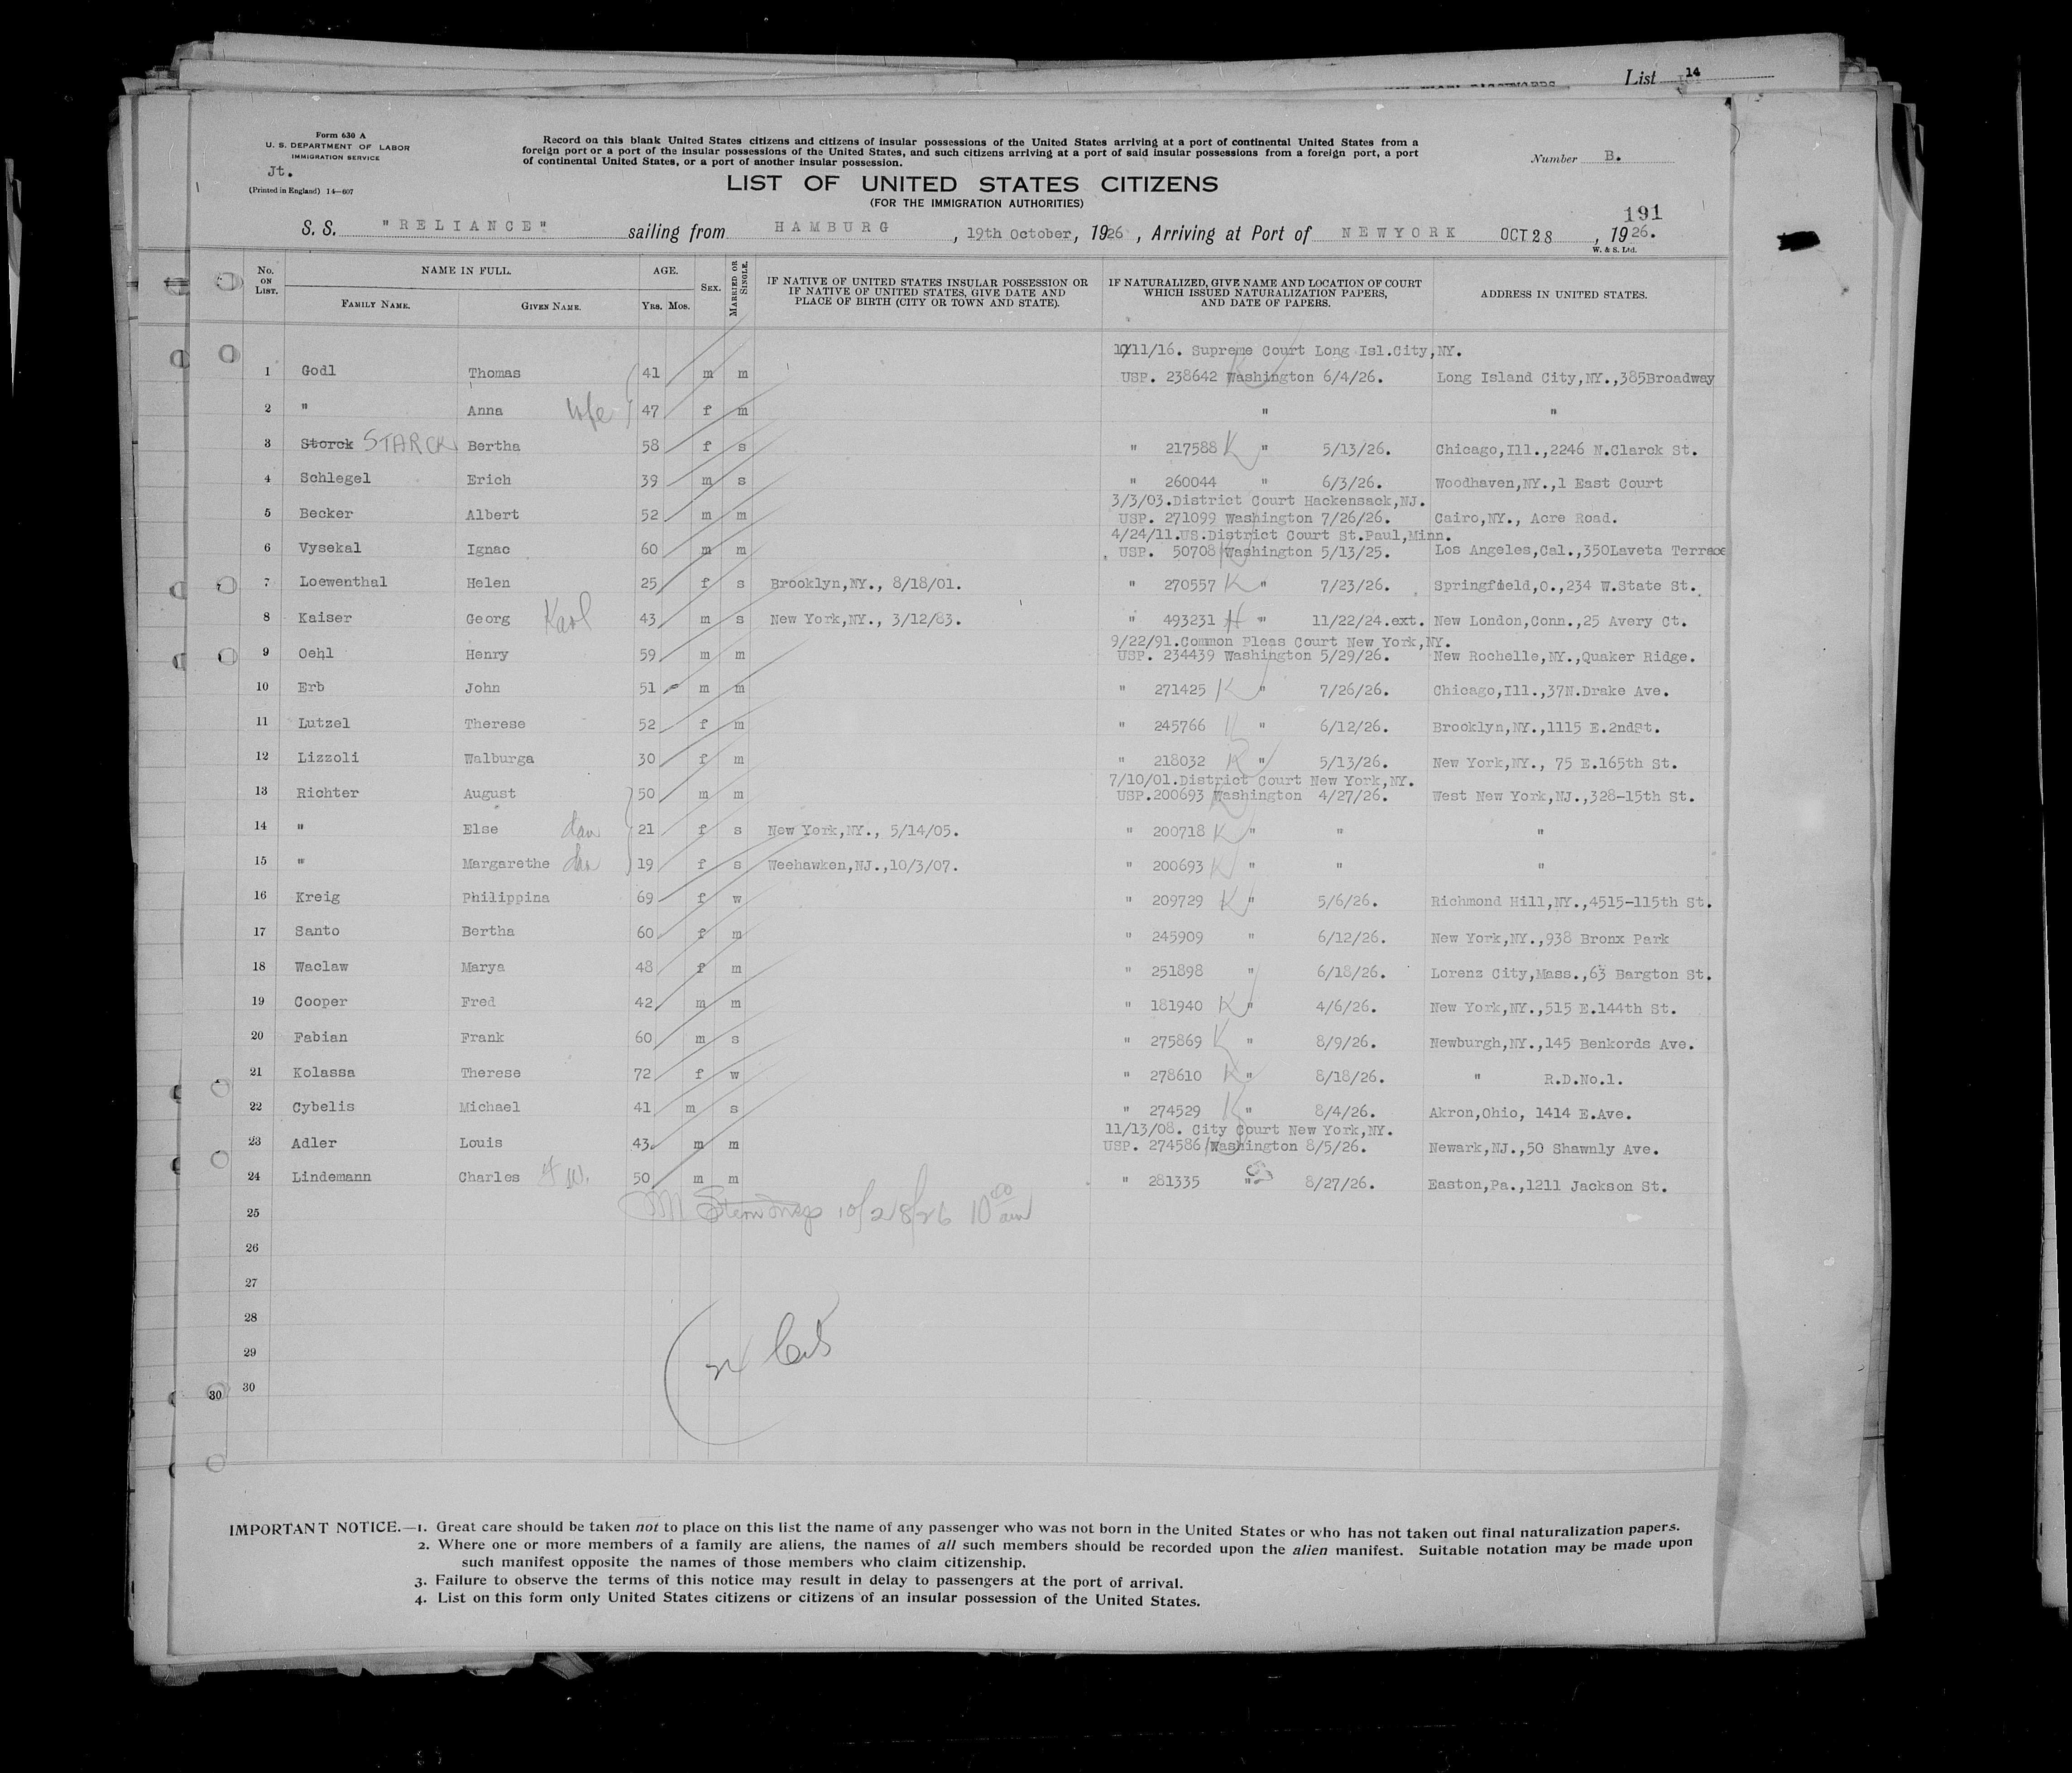 List 14
Form 630 A
U. S. DEPARTMENT OF LABOR
IMMIGRATION SERVICE
Jt.
(Printed in England) 14—607
Record on this blank United States citizens and citizens of insular possessions of the United States arriving at a port of continental United States from a
foreign port or a port of the insular possessions of the United States, and such citizens arriving at a port of said insular possessions from a foreign port, a port
of continental United States, or a port of another insular possession.
Number B.
LIST OF UNITED STATES CITIZENS
(FOR THE IMMIGRATION AUTHORITIES)
191
S. S. "RELIANCE" sailing from HAMBURG, 19th October, 1926, Arriving at Port of NEWYORK OCT 28, 1926.
W. & S. Ltd.
No. ON LIST. NAME IN FULL. AGE. SEX. MARRIED OR SINGLE. IF NATIVE OF UNITED STATES INSULAR POSSESSION OR IF NATIVE OF UNITED STATES, GIVE DATE AND PLACE OF BIRTH (CITY OR TOWN AND STATE). IF NATURALIZED, GIVE NAME AND LOCATION OF COURT WHICH ISSUED NATURALIZATION PAPERS, AND DATE OF PAPERS. ADDRESS IN UNITED STATES.
FAMILY NAME. GIVEN NAME. YRS. MOS.
11/16. Supreme Court Long Isl.City,NY.
1 Godl Thomas 41 m m USP. 238642 Washington 6/4/26. Long Island City,NY.,385Broadway
2 " Anna wife 47 f m " "
3 Storck STARCK Bertha 58 f s " 217588 K " 5/13/26. Chicago,Ill.,2246 N.Clarck St.
4 Schlegel Erich 39 m s " 260044 " 6/3/26. Woodhaven,NY.,1 East Court
3/3/03.District Court Hackensack,NJ.
5 Becker Albert 52 m m USP. 271099 Washington 7/26/26. Cairo,NY., Acre Road.
4/24/11.US.District Court St.Paul,Minn.
6 Vysekal Ignac 60 m m USP. 50708 Washington 5/13/25. Los Angeles,Cal.,350Laveta Terrace
7 Loewenthal Helen 25 f s Brooklyn,NY., 8/18/01. " 270557 K " 7/23/26. Springfield,O.,234 W.State St.
8 Kaiser Georg Karl 43 m s New York,NY., 3/12/83. " 493231 " 11/22/24.ext. New London,Conn.,25 Avery Ct.
9/22/91.Common Pleas Court New York,NY.
9 Oehl Henry 59 m m USP. 234439 Washington 5/29/26. New Rochelle,NY.,Quaker Ridge.
10 Erb John 51 m m " 271425 K " 7/26/26. Chicago,Ill.,37N.Drake Ave.
11 Lutzel Therese 52 f m " 245766 K " 6/12/26. Brooklyn,NY.,1115 E.2ndSt.
12 Lizzoli Walburga 30 f m " 218032 K " 5/13/26. New York,NY., 75 E.165th St.
7/10/01.District Court New York,NY.
13 Richter August 50 m m USP.200693 Washington 4/27/26. West New York,NJ.,328-15th St.
14 " Else dau 21 f s New York,NY., 5/14/05. " 200718 K " " "
15 " Margarethe dau 19 f s Weehawken,NJ.,10/3/07. " 200693 K " " "
16 Kreig Philippina 69 f w " 209729 K " 5/6/26. Richmond Hill,NY.,4515-115th St.
17 Santo Bertha 60 f m " 245909 " 6/12/26. New York,NY.,938 Bronx Park
18 Waclaw Marya 48 f m " 251898 " 6/18/26. Lorenz City,Mass.,63 Bargton St.
19 Cooper Fred 42 m m " 181940 K " 4/6/26. New York,NY.,515 E.144th St.
20 Fabian Frank 60 m s " 275869 K " 8/9/26. Newburgh,NY.,145 Benkords Ave.
21 Kolassa Therese 72 f w " 278610 K " 8/18/26. " R.D.No.1.
22 Cybelis Michael 41 m s " 274529 K " 8/4/26. Akron,Ohio, 1414 E.Ave.
11/13/08. City Court New York,NY.
23 Adler Louis 43 m m USP. 274586 Washington 8/5/26. Newark,NJ.,50 Shawnly Ave.
24 Lindemann Charles W. 50 m m " 281335 " 8/27/26. Easton,Pa.,1211 Jackson St.
25 10/28/26 10 00 am
26
27
28
29
30 30
IMPORTANT NOTICE.—1. Great care should be taken not to place on this list the name of any passenger who was not born in the United States or who has not taken out final naturalization papers.
2. Where one or more members of a family are aliens, the names of all such members should be recorded upon the alien manifest. Suitable notation may be made upon
such manifest opposite the names of those members who claim citizenship.
3. Failure to observe the terms of this notice may result in delay to passengers at the port of arrival.
4. List on this form only United States citizens or citizens of an insular possession of the United States.